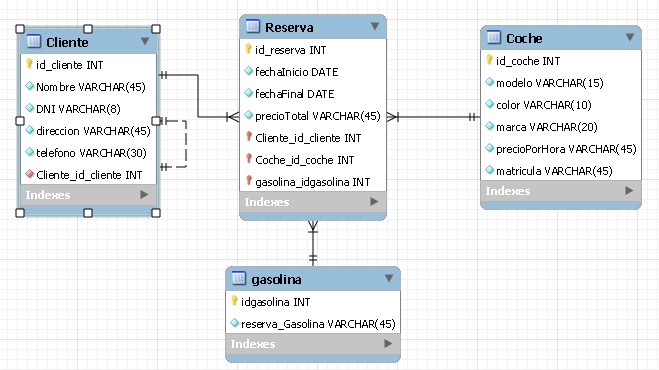 Cliente
id_cliente INT
Nombre VARCHAR(45)
DNI VARCHAR(8)
direccion VARCHAR(45)
telefono VARCHAR(30)
Cliente_id_cliente INT
Indexes
Reserva
id_reserva INT
fechaInicio DATE
fechaFinal DATE
precioTotal VARCHAR(45)
Cliente_id_cliente INT
Coche_id_coche INT
gasolina_idgasolina INT
Indexes
Coche
id_coche INT
modelo VARCHAR(15)
color VARCHAR(10)
marca VARCHAR(20)
precioPorHora VARCHAR(45)
matricula VARCHAR(45)
Indexes
gasolina
idgasolina INT
reserva_Gasolina VARCHAR(45)
Indexes